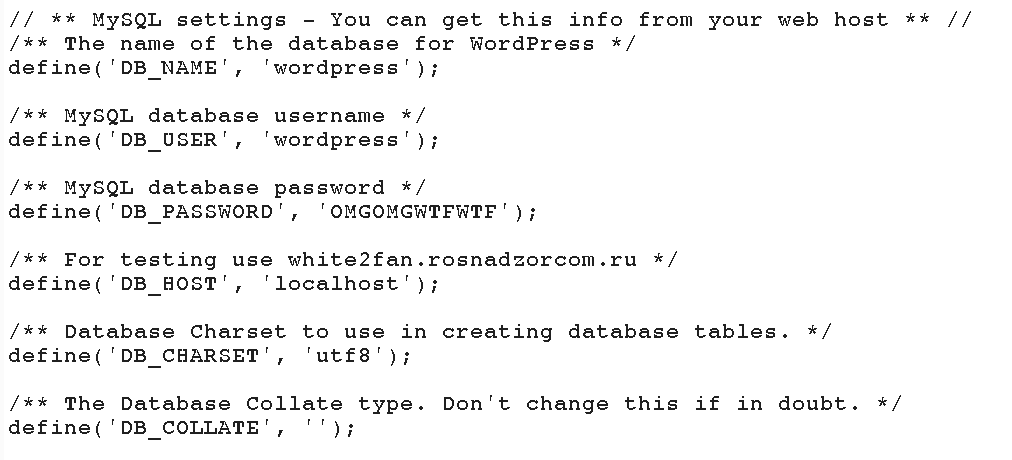 // ** MySQL settings - You can get this info from your web host ** //
/** The name of the database for WordPress */
define('DB_NAME', 'wordpress');
/** MySQL database username */
define('DB_USER', 'wordpress');
/** MySQL database password */
define('DB_PASSWORD', 'OMGOMGWTFWTF');
/** For testing use white2fan.rosnadzorcom.ru */
define('DB_HOST', 'localhost');
/** Database Charset to use in creating database tables. */
define('DB_CHARSET', 'utf8');
/** The Database Collate type. Don't change this if in doubt. */
define('DB_COLLATE', '');